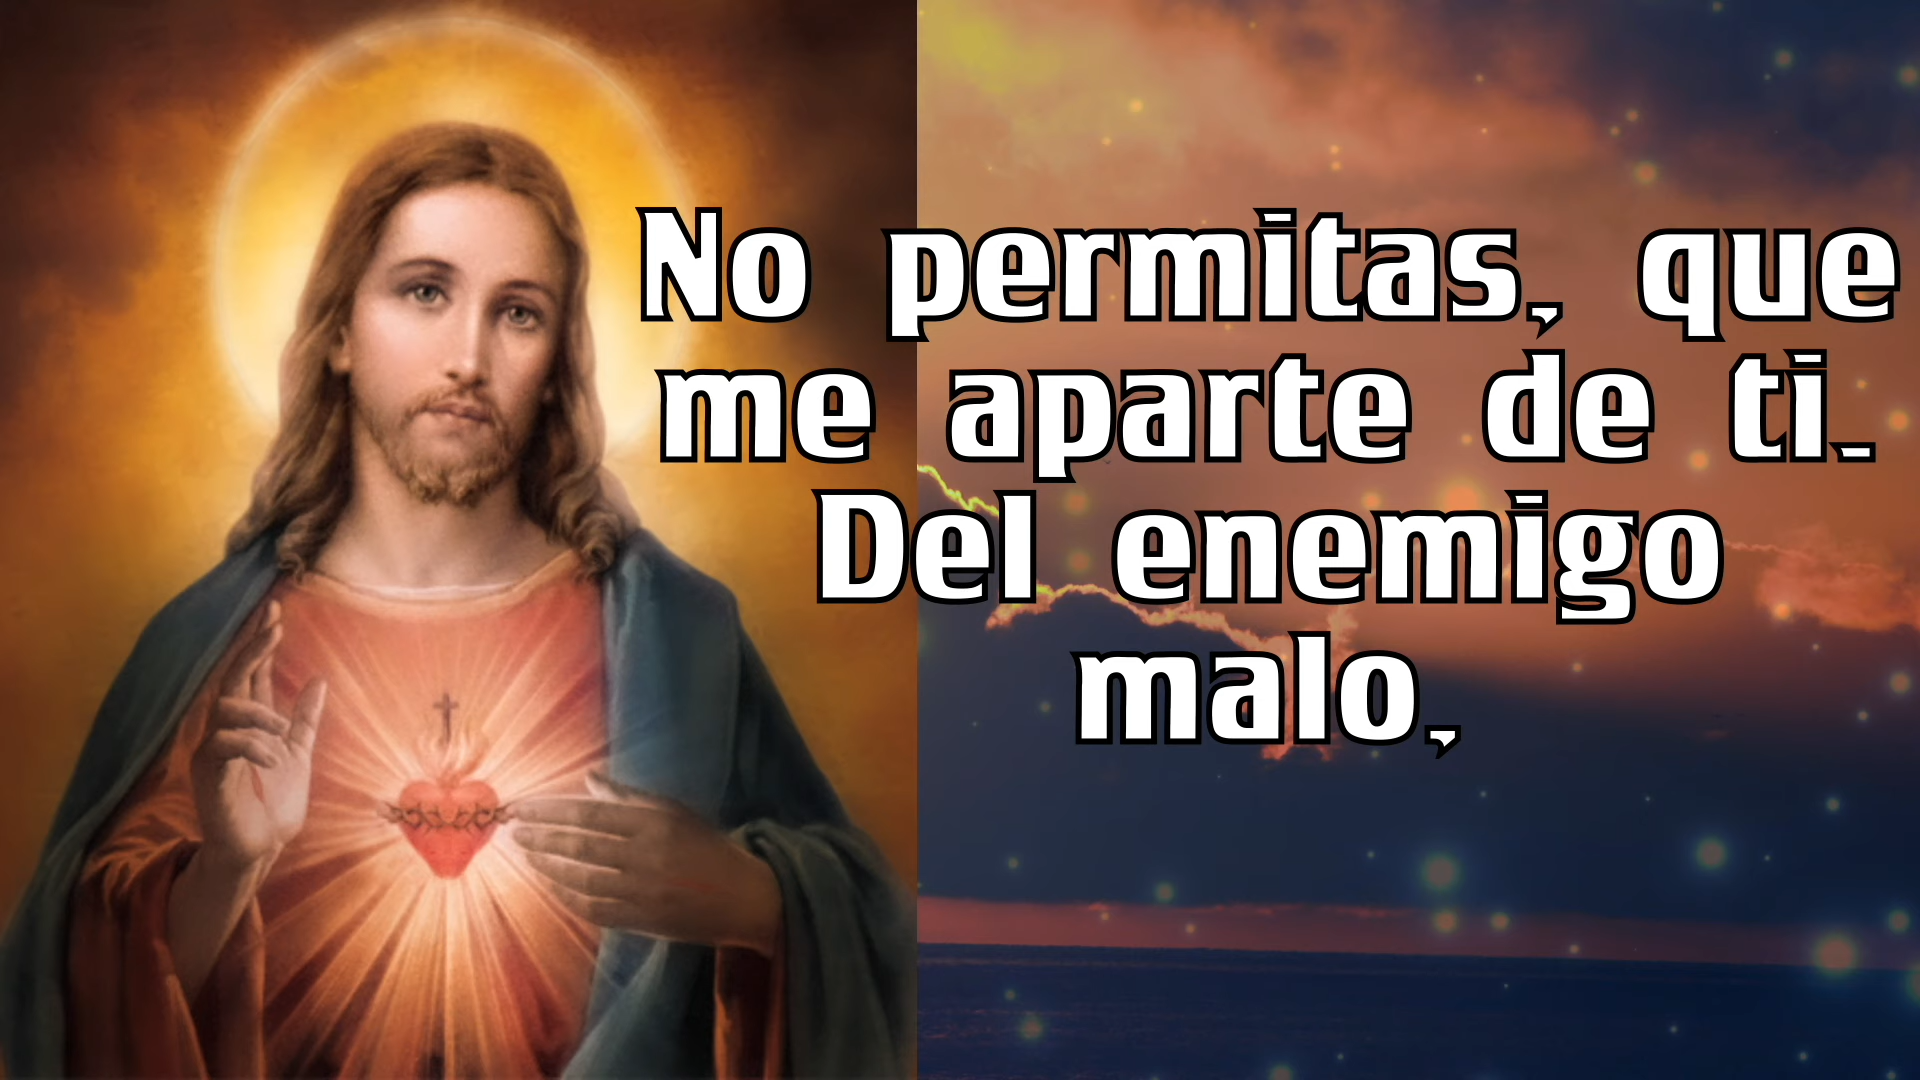 No permitas, que
me aparte de ti.
Del enemigo
malo,